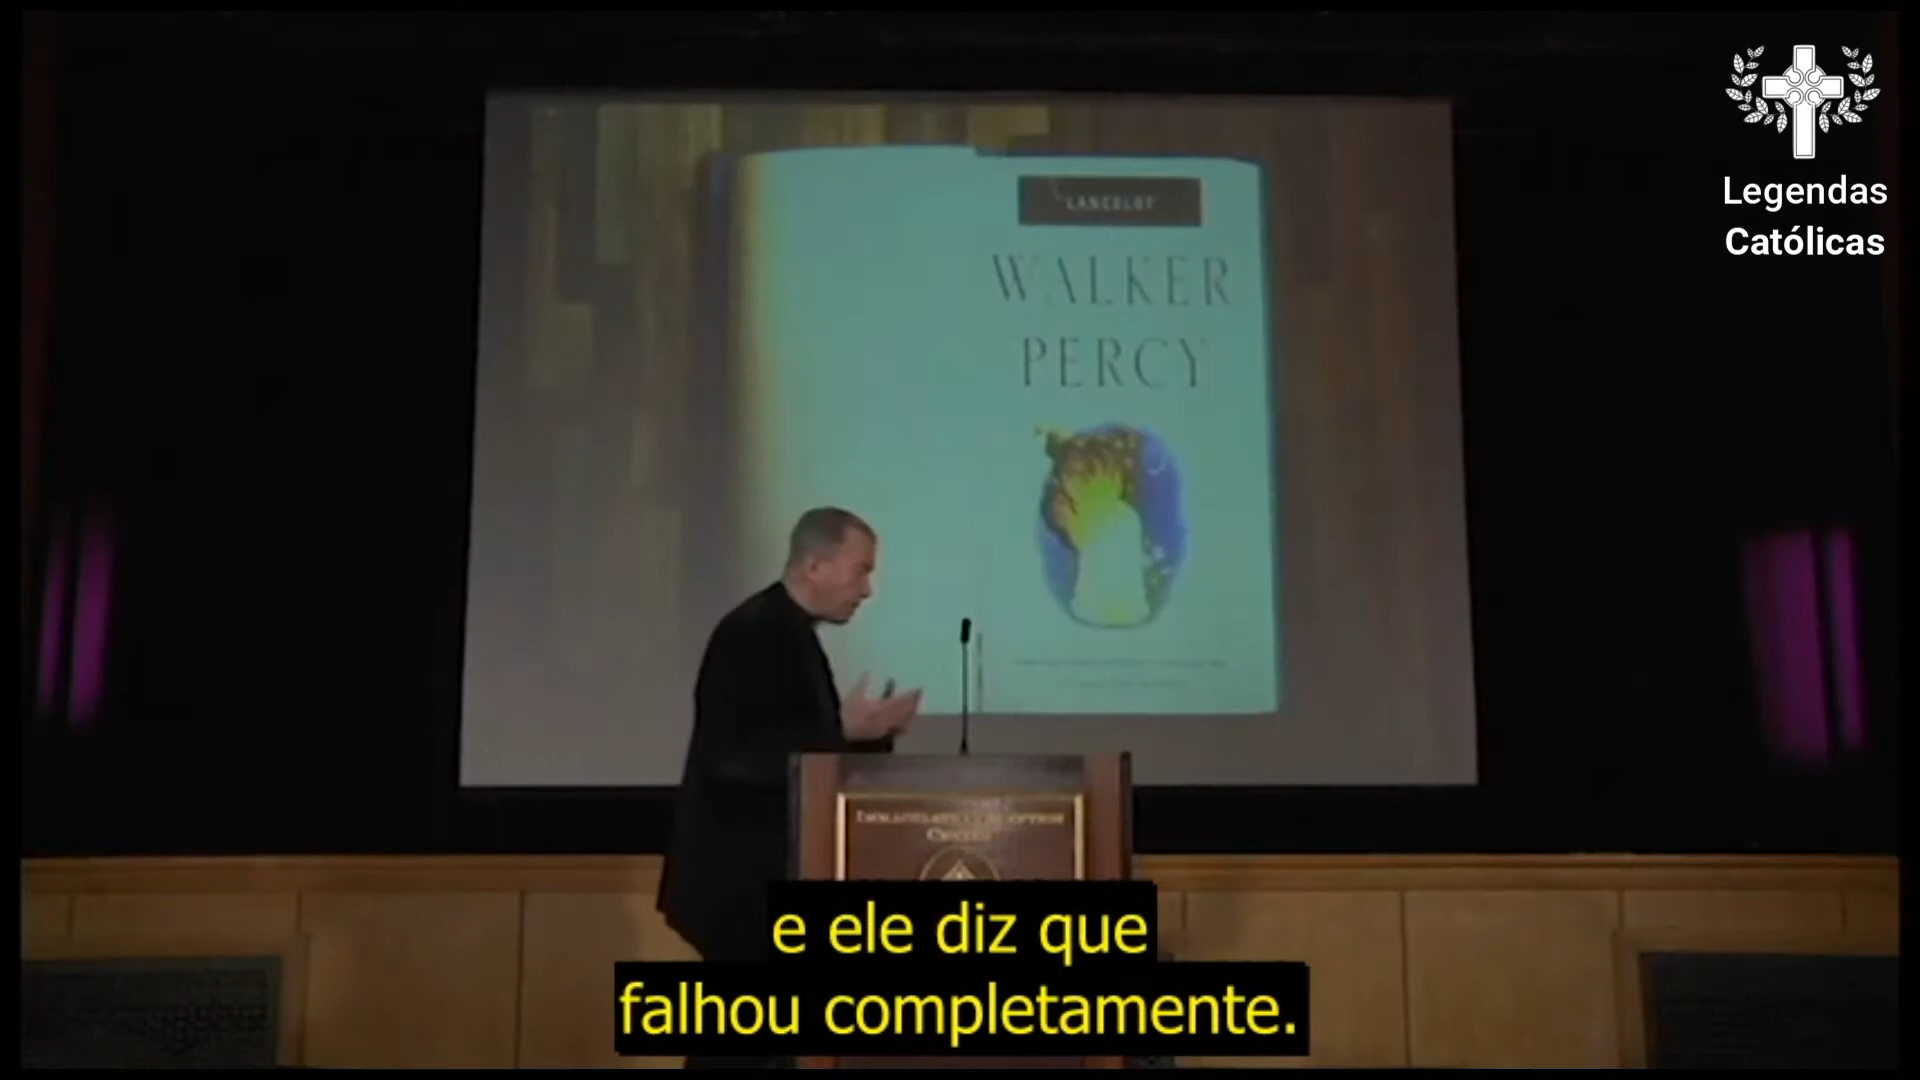 Legendas
Católicas
LANCELOT
WALKER
PERCY
e ele diz que
falhou completamente.